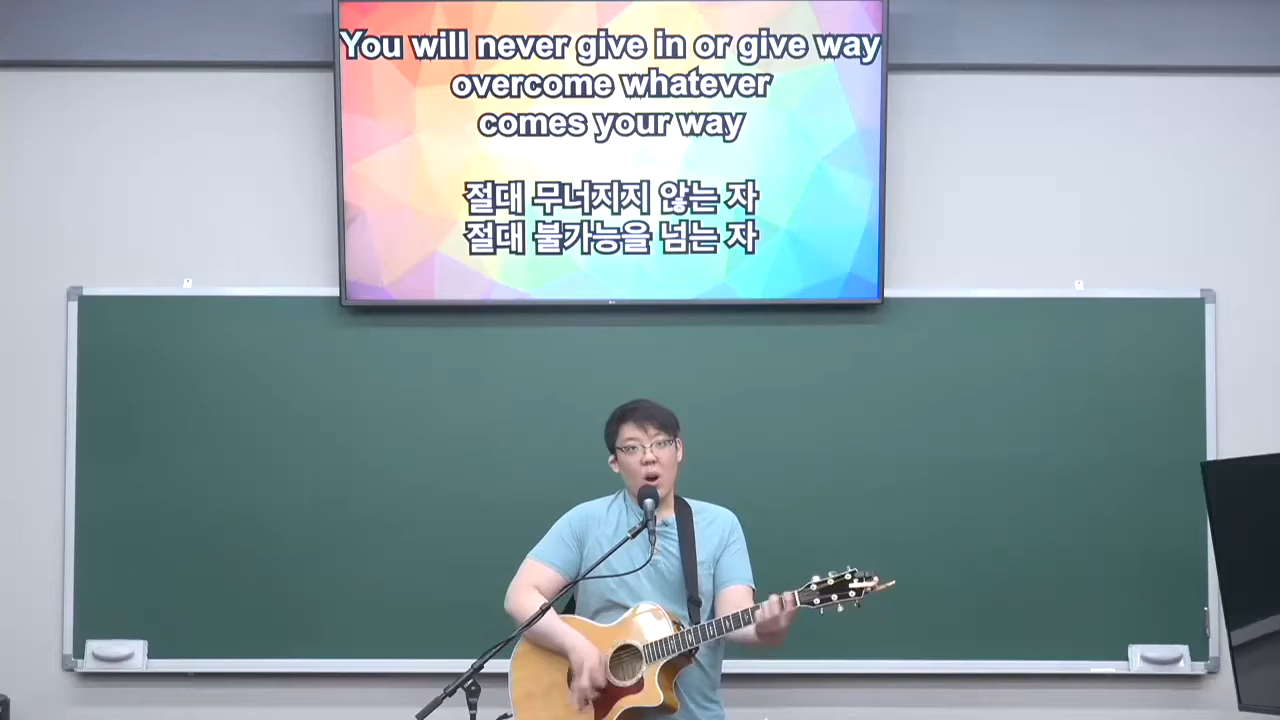 You will never give in or give way
overcome whatever
comes your way
절대 무너지지 않는 자
절대 불가능을 넘는 자